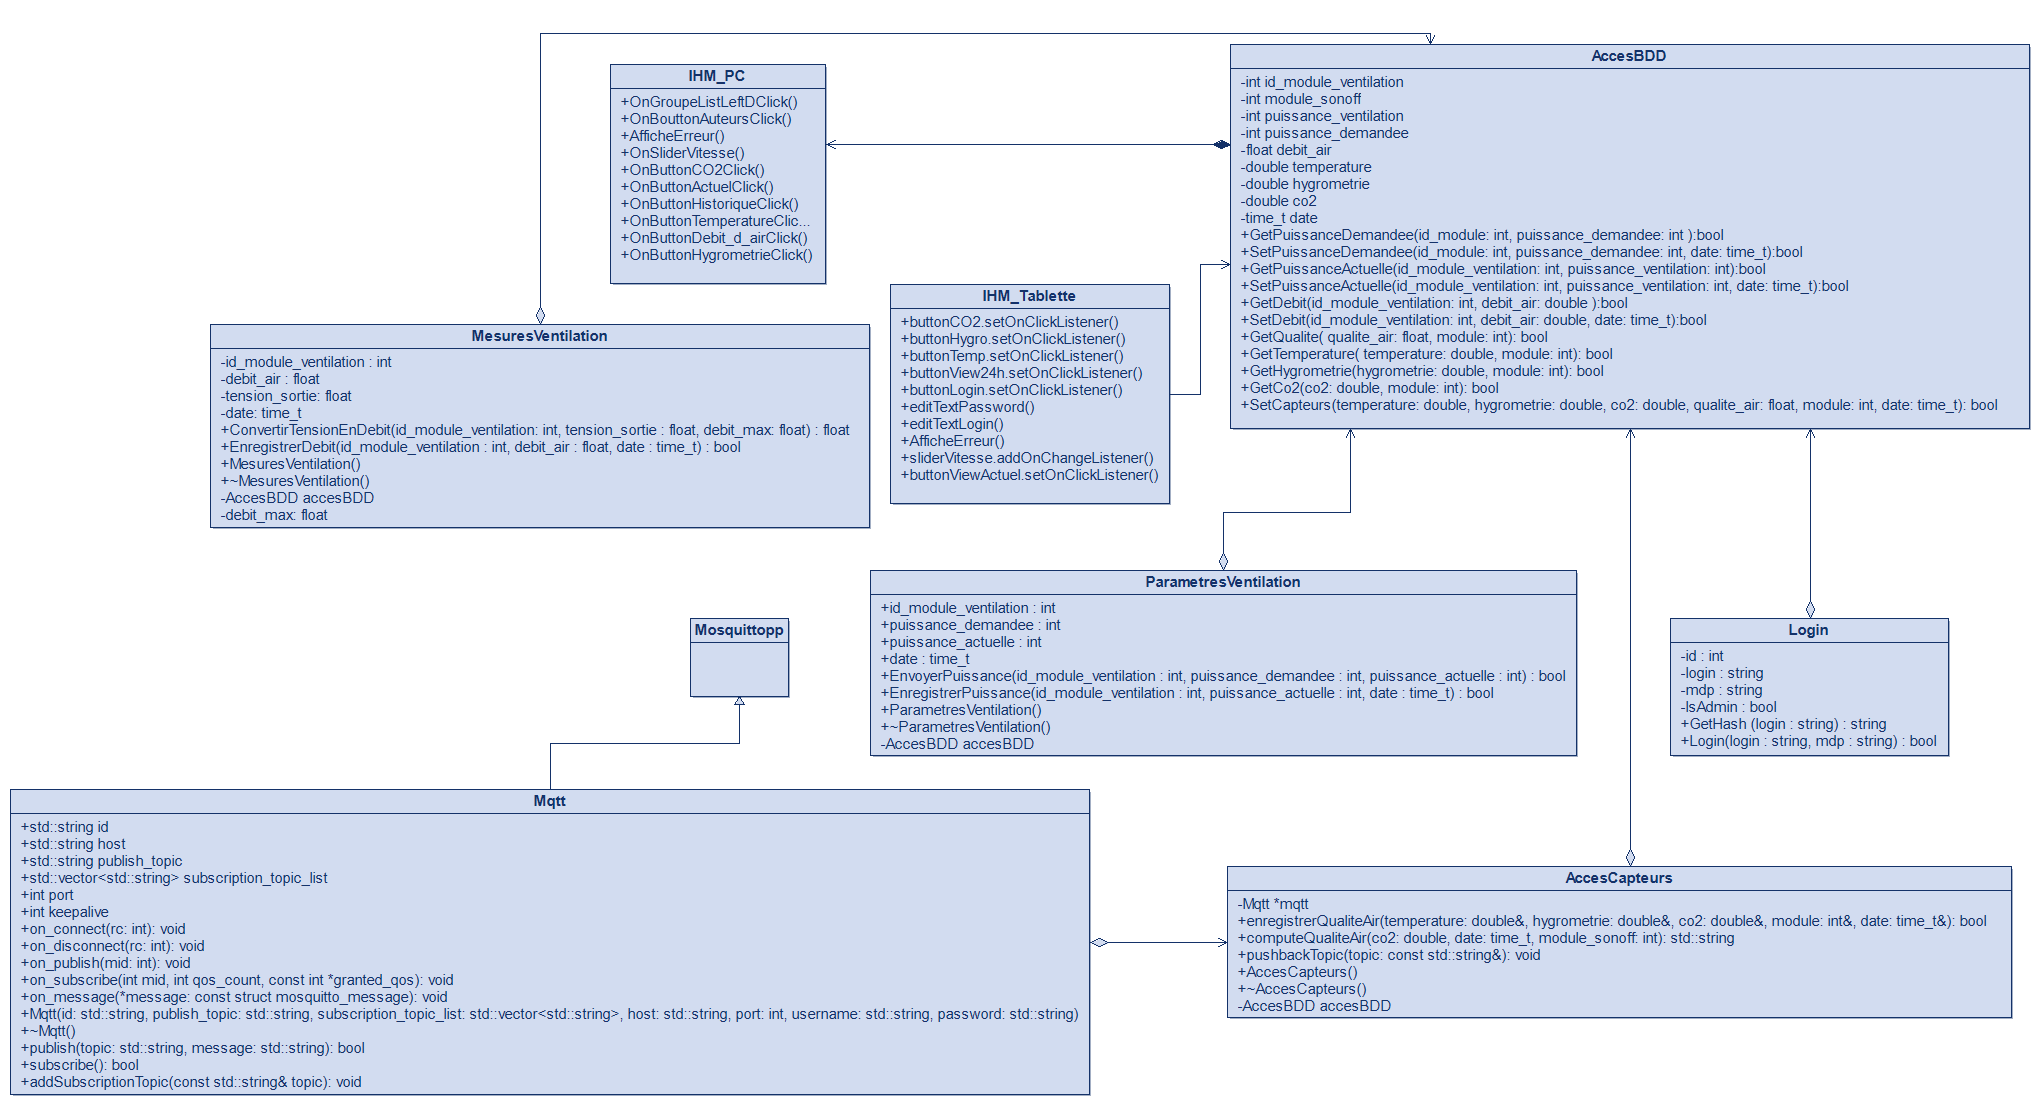 IHM_PC
+OnGroupeListLeftDClick()
+OnBouttonAuteursClick()
+AfficheErreur()
+OnSliderVitesse()
+OnButtonCO2Click()
+OnButtonActuelClick()
+OnButtonHistoriqueClick()
+OnButtonTemperatureClic...
+OnButtonDebit_d_airClick()
+OnButtonHygrometrieClick()
AccesBDD
-int id_module_ventilation
-int module_sonoff
-int puissance_ventilation
-int puissance_demandee
-float debit_air
-double temperature
-double hygrometrie
-double co2
-time_t date
+GetPuissanceDemandee(id_module: int, puissance_demandee: int ):bool
+SetPuissanceDemandee(id_module: int, puissance_demandee: int, date: time_t):bool
+GetPuissanceActuelle(id_module_ventilation: int, puissance_ventilation: int):bool
+SetPuissanceActuelle(id_module_ventilation: int, puissance_ventilation: int, date: time_t):bool
+GetDebit(id_module_ventilation: int, debit_air: double ):bool
+SetDebit(id_module_ventilation: int, debit_air: double, date: time_t):bool
+GetQualite( qualite_air: float, module: int): bool
+GetTemperature( temperature: double, module: int): bool
+GetHygrometrie(hygrometrie: double, module: int): bool
+GetCo2(co2: double, module: int): bool
+SetCapteurs(temperature: double, hygrometrie: double, co2: double, qualite_air: float, module: int, date: time_t): bool
IHM_Tablette
+buttonCO2.setOnClickListener()
+buttonHygro.setOnClickListener()
+buttonTemp.setOnClickListener()
+buttonView24h.setOnClickListener()
+buttonLogin.setOnClickListener()
+editTextPassword()
+editTextLogin()
+AfficheErreur()
+sliderVitesse.addOnChangeListener()
+buttonViewActuel.setOnClickListener()
MesuresVentilation
-id_module_ventilation : int
-debit_air : float
-tension_sortie: float
-date: time_t
+ConvertirTensionEnDebit(id_module_ventilation: int, tension_sortie : float, debit_max: float) : float
+EnregistrerDebit(id_module_ventilation : int, debit_air : float, date : time_t) : bool
+MesuresVentilation()
+~MesuresVentilation()
-AccesBDD accesBDD
-debit_max: float
ParametresVentilation
+id_module_ventilation : int
+puissance_demandee : int
+puissance_actuelle : int
+date : time_t
+EnvoyerPuissance(id_module_ventilation : int, puissance_demandee : int, puissance_actuelle : int) : bool
+EnregistrerPuissance(id_module_ventilation : int, puissance_actuelle : int, date : time_t) : bool
+ParametresVentilation()
+~ParametresVentilation()
-AccesBDD accesBDD
Mosquittopp
Login
-id : int
-login : string
-mdp : string
-IsAdmin : bool
+GetHash (login : string) : string
+Login(login : string, mdp : string) : bool
Mqtt
+std::string id
+std::string host
+std::string publish_topic
+std::vector<std::string> subscription_topic_list
+int port
+int keepalive
+on_connect(rc: int): void
+on_disconnect(rc: int): void
+on_publish(mid: int): void
+on_subscribe(int mid, int qos_count, const int *granted_qos): void
+on_message(*message: const struct mosquitto_message): void
+Mqtt(id: std::string, publish_topic: std::string, subscription_topic_list: std::vector<std::string>, host: std::string, port: int, username: std::string, password: std::string)
+~Mqtt()
+publish(topic: std::string, message: std::string): bool
+subscribe(): bool
+addSubscriptionTopic(const std::string& topic): void
AccesCapteurs
-Mqtt *mqtt
+enregistrerQualiteAir(temperature: double&, hygrometrie: double&, co2: double&, module: int&, date: time_t&): bool
+computeQualiteAir(co2: double, date: time_t, module_sonoff: int): std::string
+pushbackTopic(topic: const std::string&): void
+AccesCapteurs()
+~AccesCapteurs()
-AccesBDD accesBDD